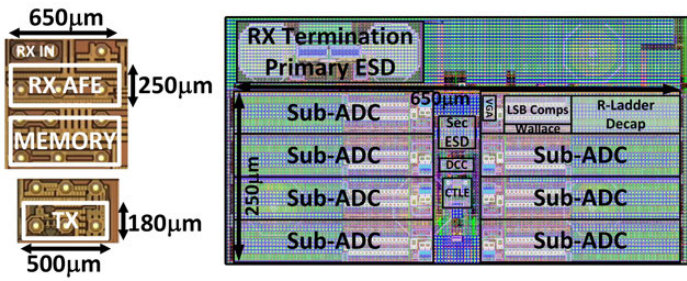 650μm
RX IN
RX AFE
250μm
MEMORY
TX
180μm
500μm
RX Termination
Primary ESD
650μm
250μm
Sub-ADC
Sub-ADC
Sub-ADC
Sub-ADC
Sec
ESD
DCC
CTLE
VGA
LSB Comps
Wallace
R-Ladder
Decap
Sub-ADC
Sub-ADC
Sub-ADC